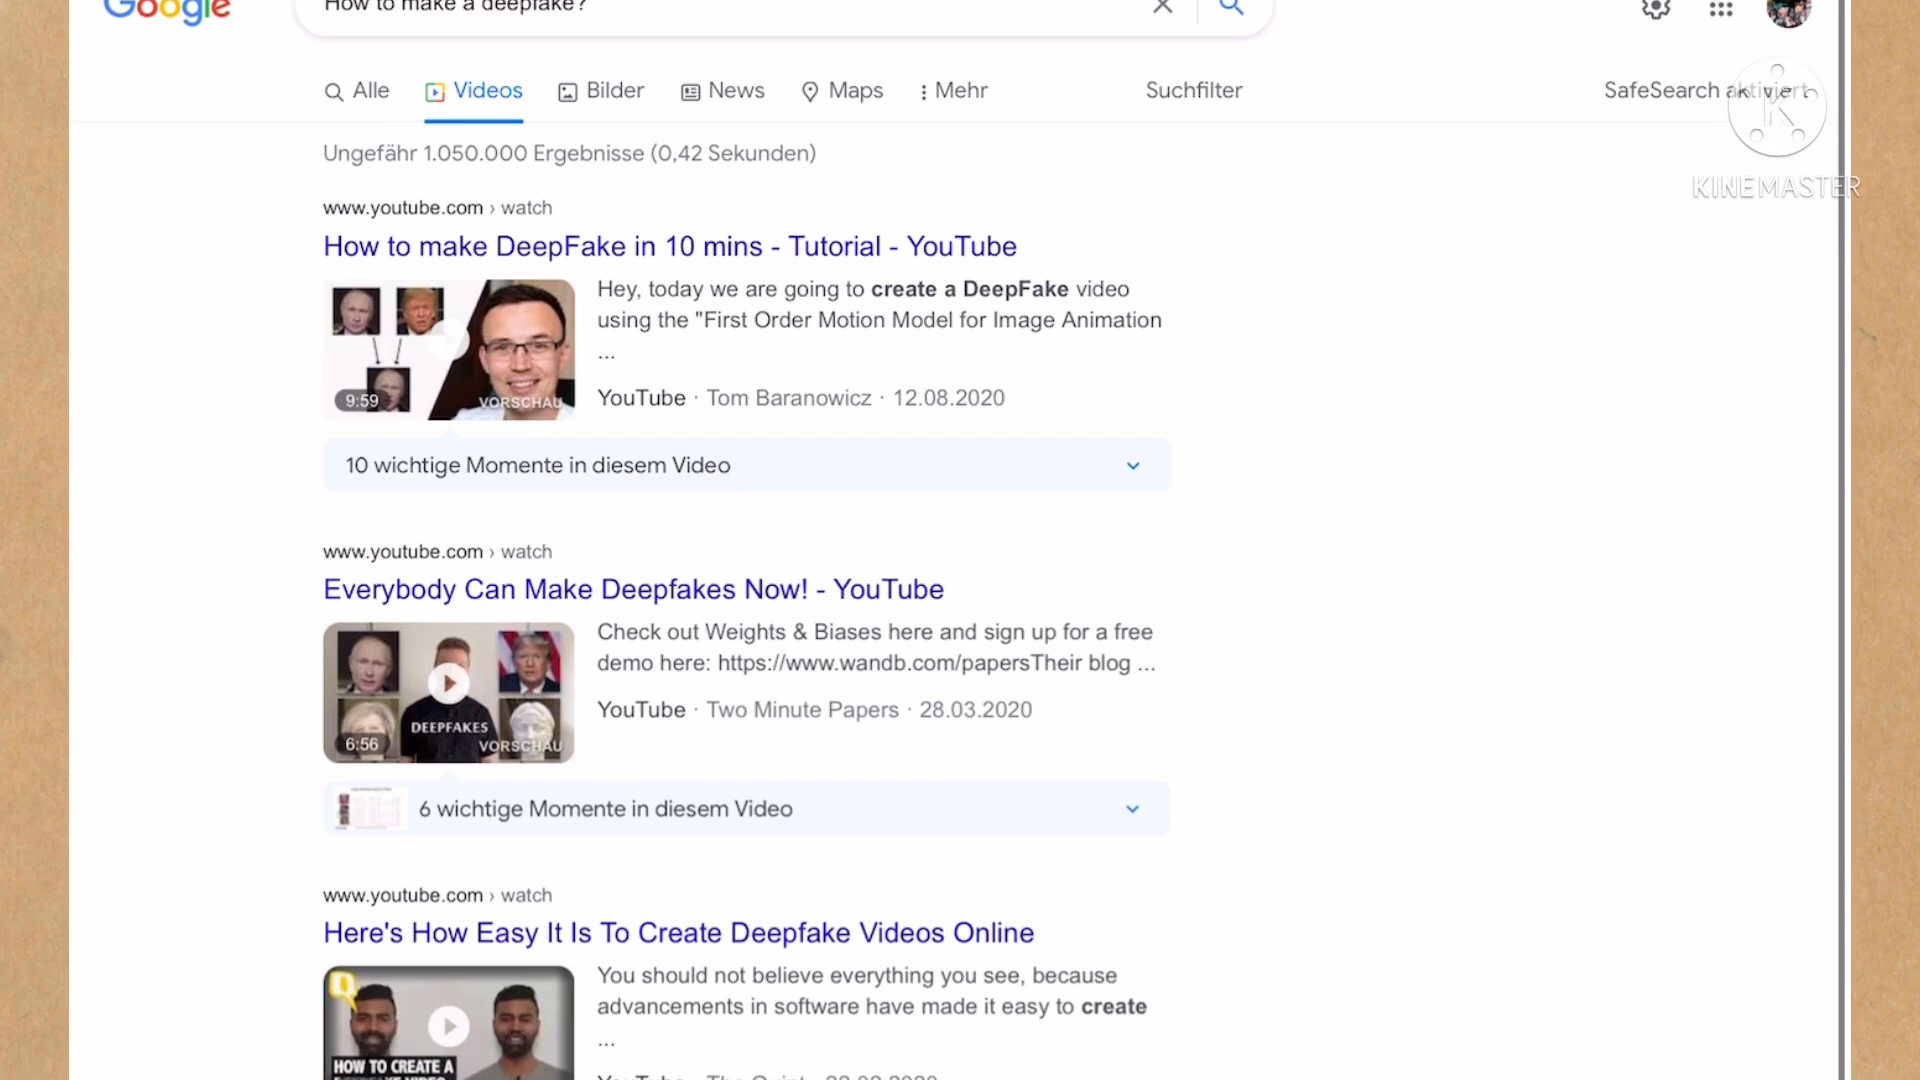 Google
How to make a deepfake?
Alle Videos Bilder News Maps Mehr Suchfilter SafeSearch aktiviert
Ungefähr 1.050.000 Ergebnisse (0,42 Sekunden)
KINEMASTER
www.youtube.com › watch
How to make DeepFake in 10 mins - Tutorial - YouTube
Hey, today we are going to create a DeepFake video
using the "First Order Motion Model for Image Animation
...
9:59 VORSCHAU
YouTube · Tom Baranowicz · 12.08.2020
10 wichtige Momente in diesem Video
www.youtube.com › watch
Everybody Can Make Deepfakes Now! - YouTube
Check out Weights & Biases here and sign up for a free
demo here: https://www.wandb.com/papersTheir blog ...
DEEPFAKES
6:56 VORSCHAU
YouTube · Two Minute Papers · 28.03.2020
6 wichtige Momente in diesem Video
www.youtube.com › watch
Here's How Easy It Is To Create Deepfake Videos Online
You should not believe everything you see, because
advancements in software have made it easy to create
...
HOW TO CREATE A